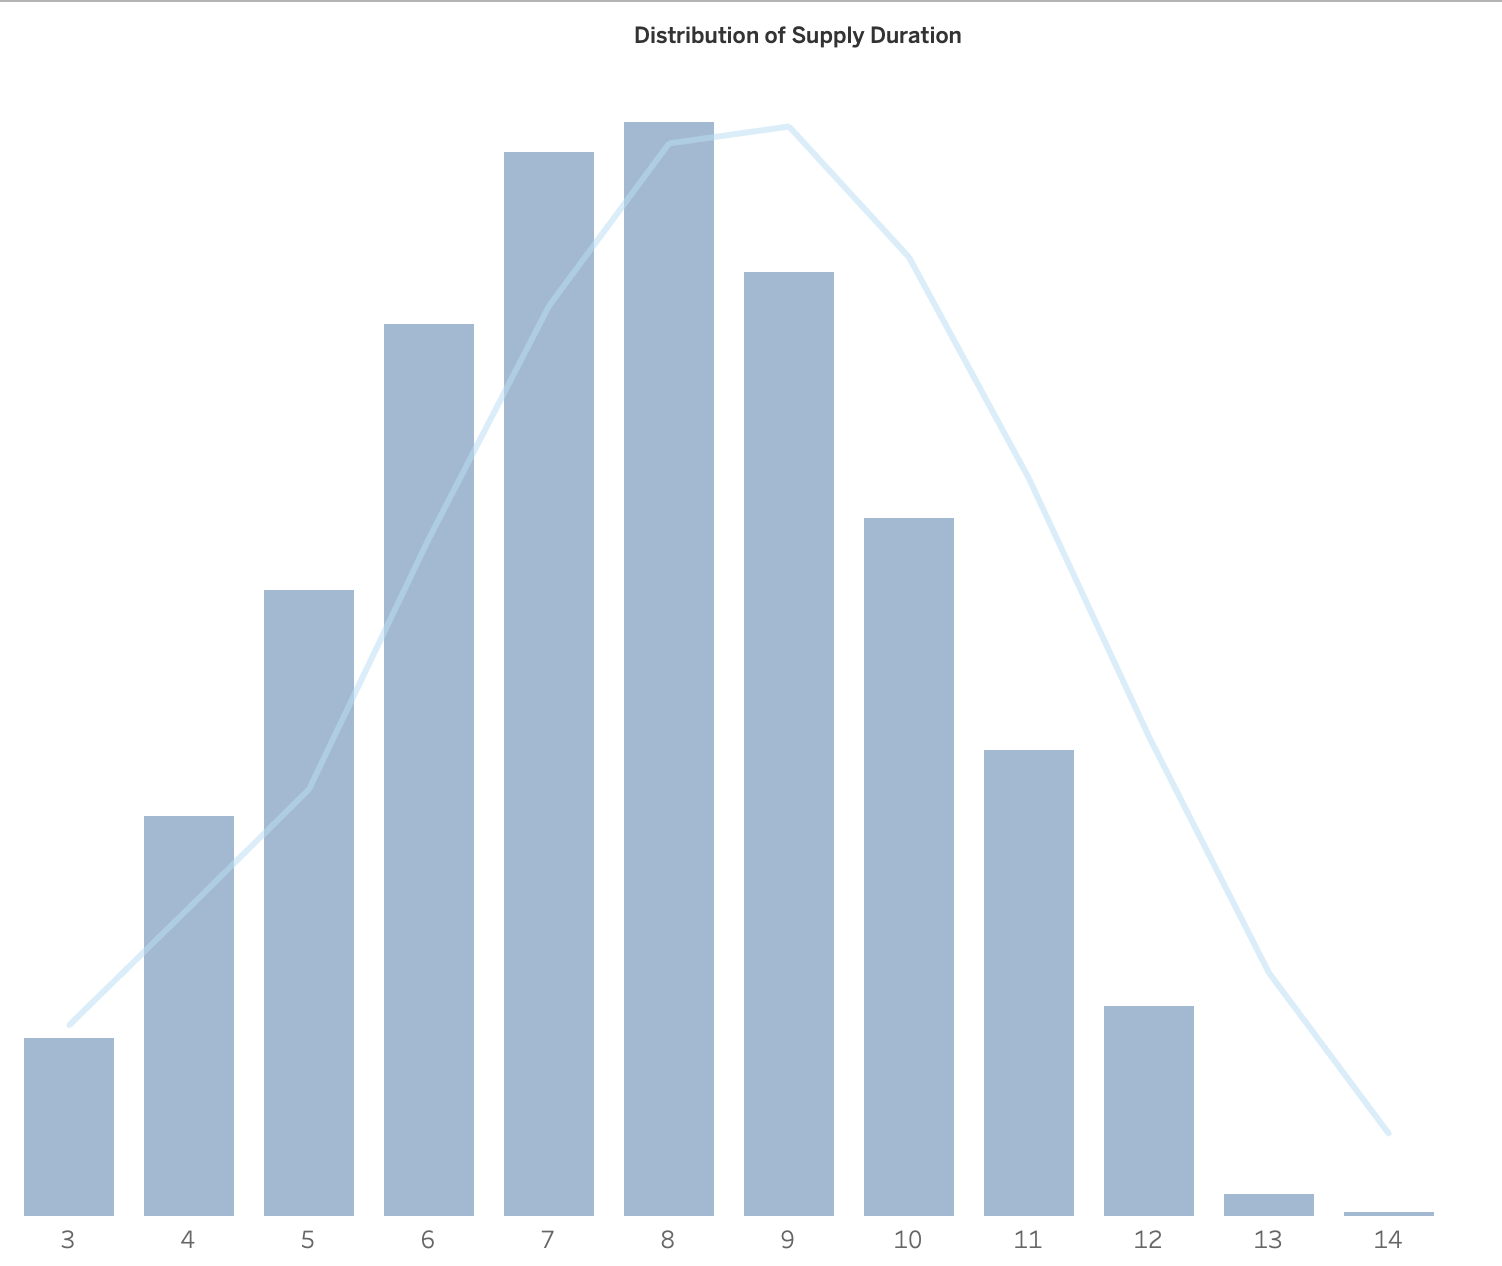 Distribution of Supply Duration
3 4 5 6 7 8 9 10 11 12 13 14